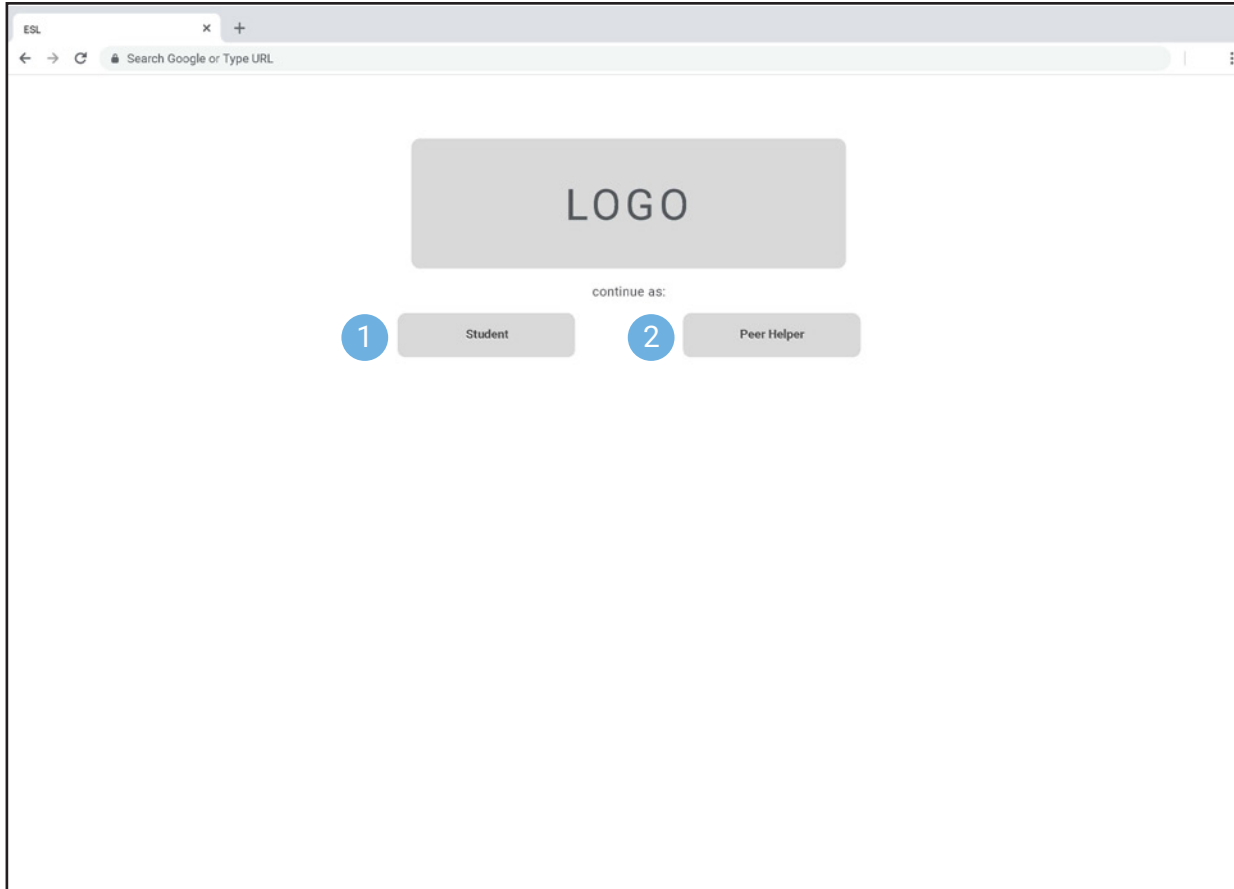 ESL
Search Google or Type URL
LOGO
continue as:
1 Student 2 Peer Helper